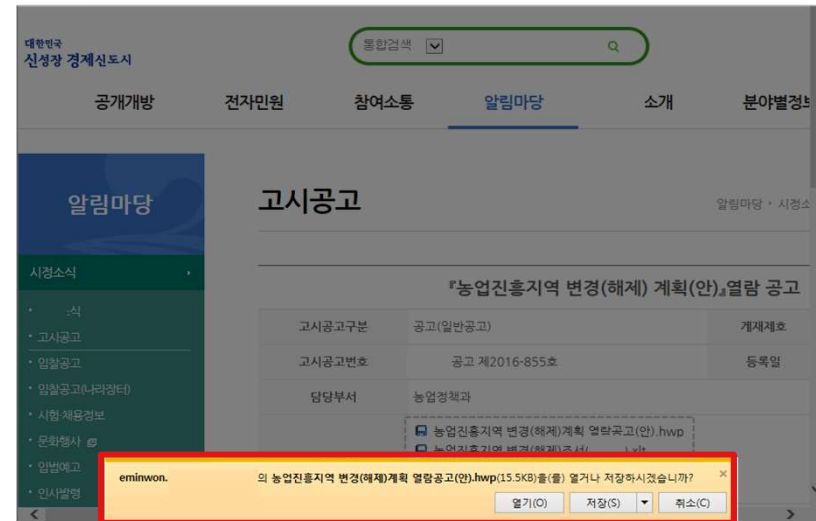 대한민국
신성장 경제신도시
통합검색
공개개방 전자민원 참여소통 알림마당 소개 분야별정보
알림마당
고시공고
알림마당 › 시정소
시정소식
『농업진흥지역 변경(해제) 계획(안)』열람 공고
·식
고시공고
입찰공고
입찰공고(나라장터)
시험·채용정보
문화행사
입법예고
인사발령
고시공고구분 공고(일반공고) 게재제호
고시공고번호 공고 제2016-855호 등록일
담당부서 농업정책과
농업진흥지역 변경(해제)계획 열람공고(안).hwp
eminwon. 의 농업진흥지역 변경(해제)계획 열람공고(안).hwp(15.5KB)을(를) 열거나 저장하시겠습니까? ×
열기(O) 저장(S) 취소(C)